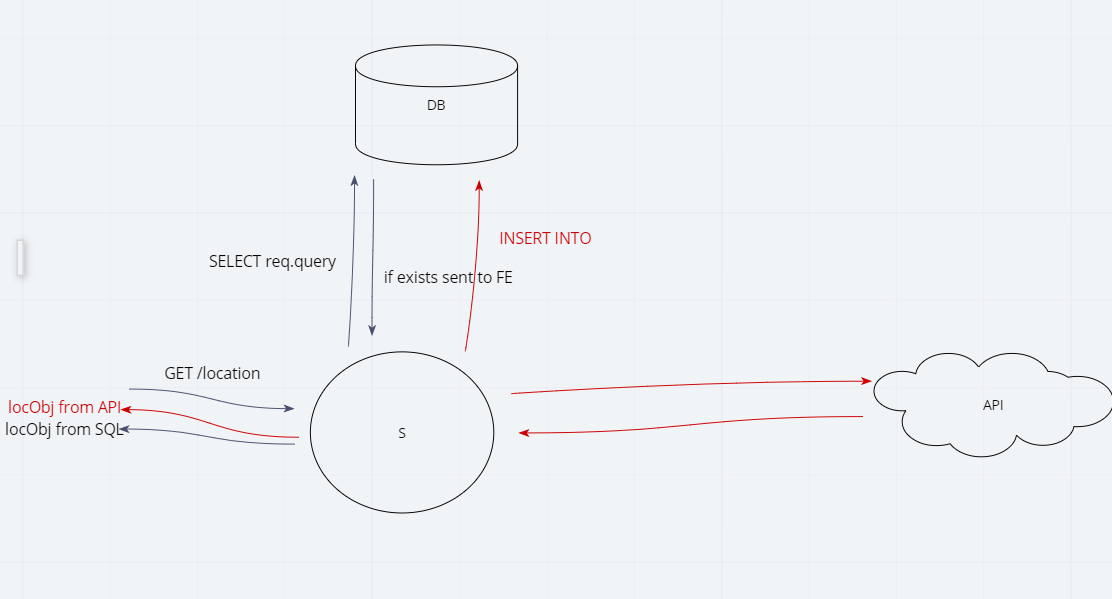 DB
INSERT INTO
SELECT req.query
if exists sent to FE
GET /location
locObj from API
locObj from SQL
S
API